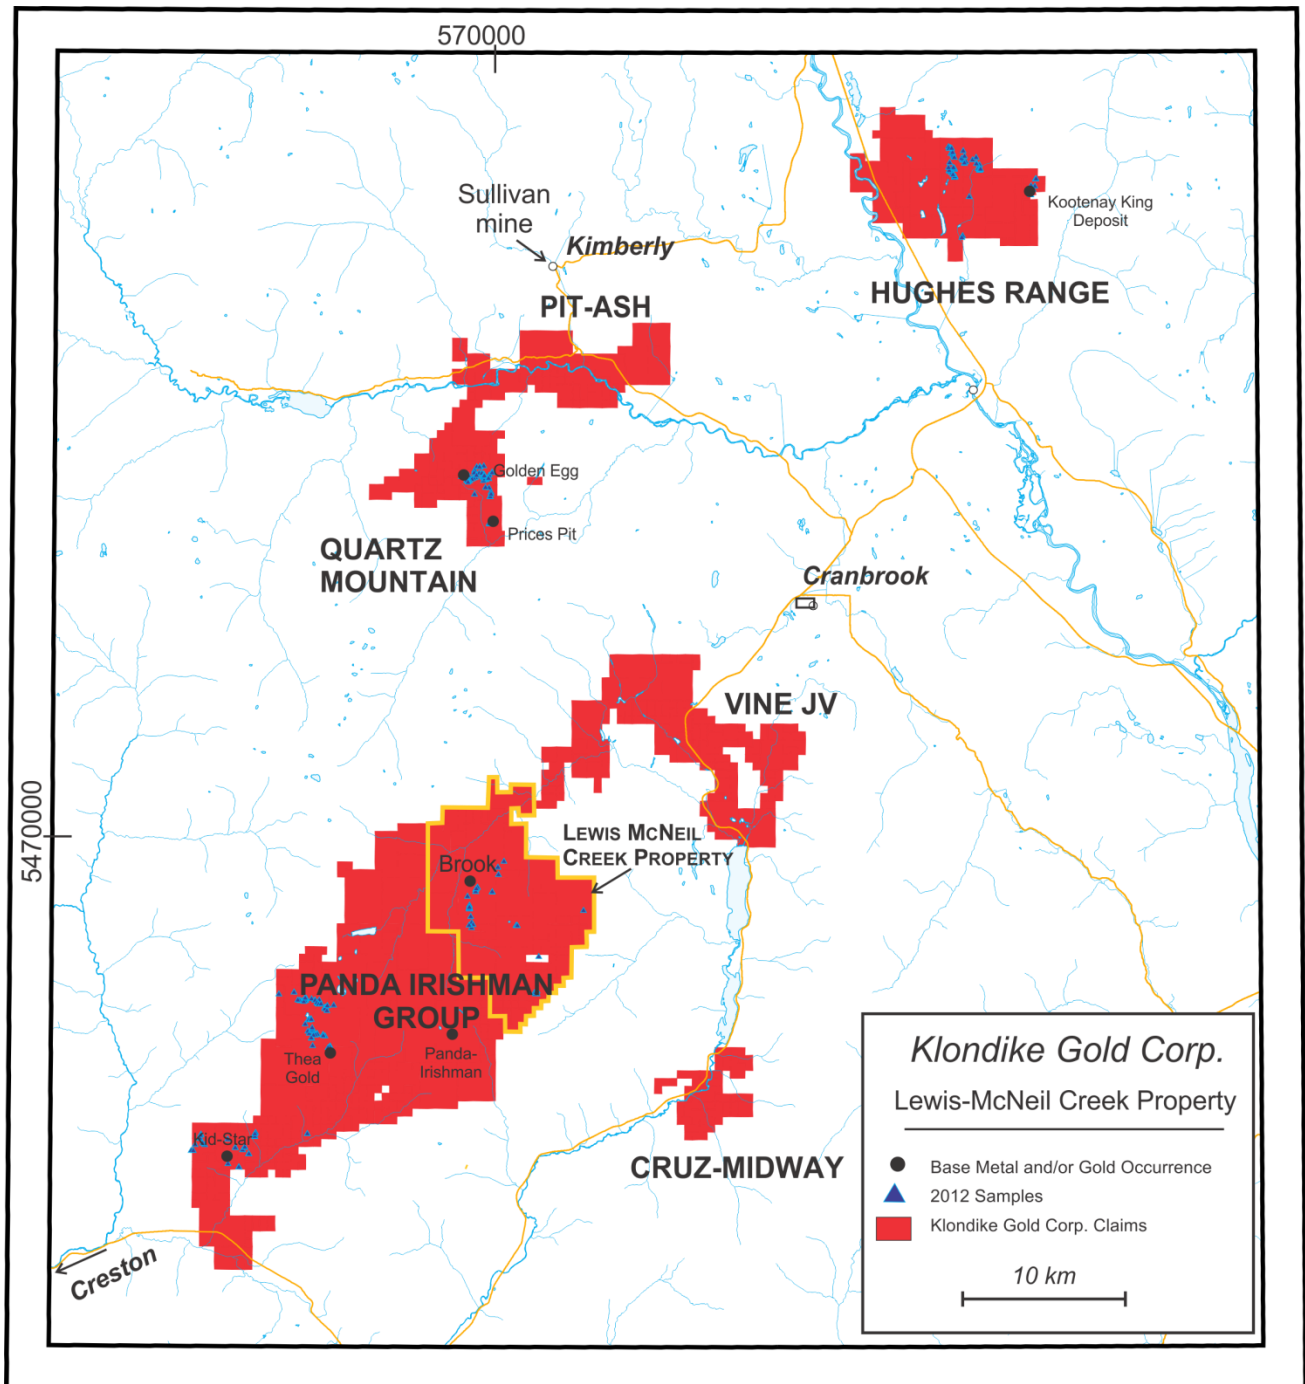 570000
Sullivan
mine
Kimberly
PIT-ASH
Kootenay King
Deposit
HUGHES RANGE
Golden Egg
Prices Pit
QUARTZ
MOUNTAIN
Cranbrook
VINE JV
5470000
LEWIS MCNEIL
CREEK PROPERTY
Brook
PANDA IRISHMAN
GROUP
Thea
Gold
Panda-
Irishman
Kid-Star
CRUZ-MIDWAY
Creston
Klondike Gold Corp.
Lewis-McNeil Creek Property
Base Metal and/or Gold Occurrence
2012 Samples
Klondike Gold Corp. Claims
10 km